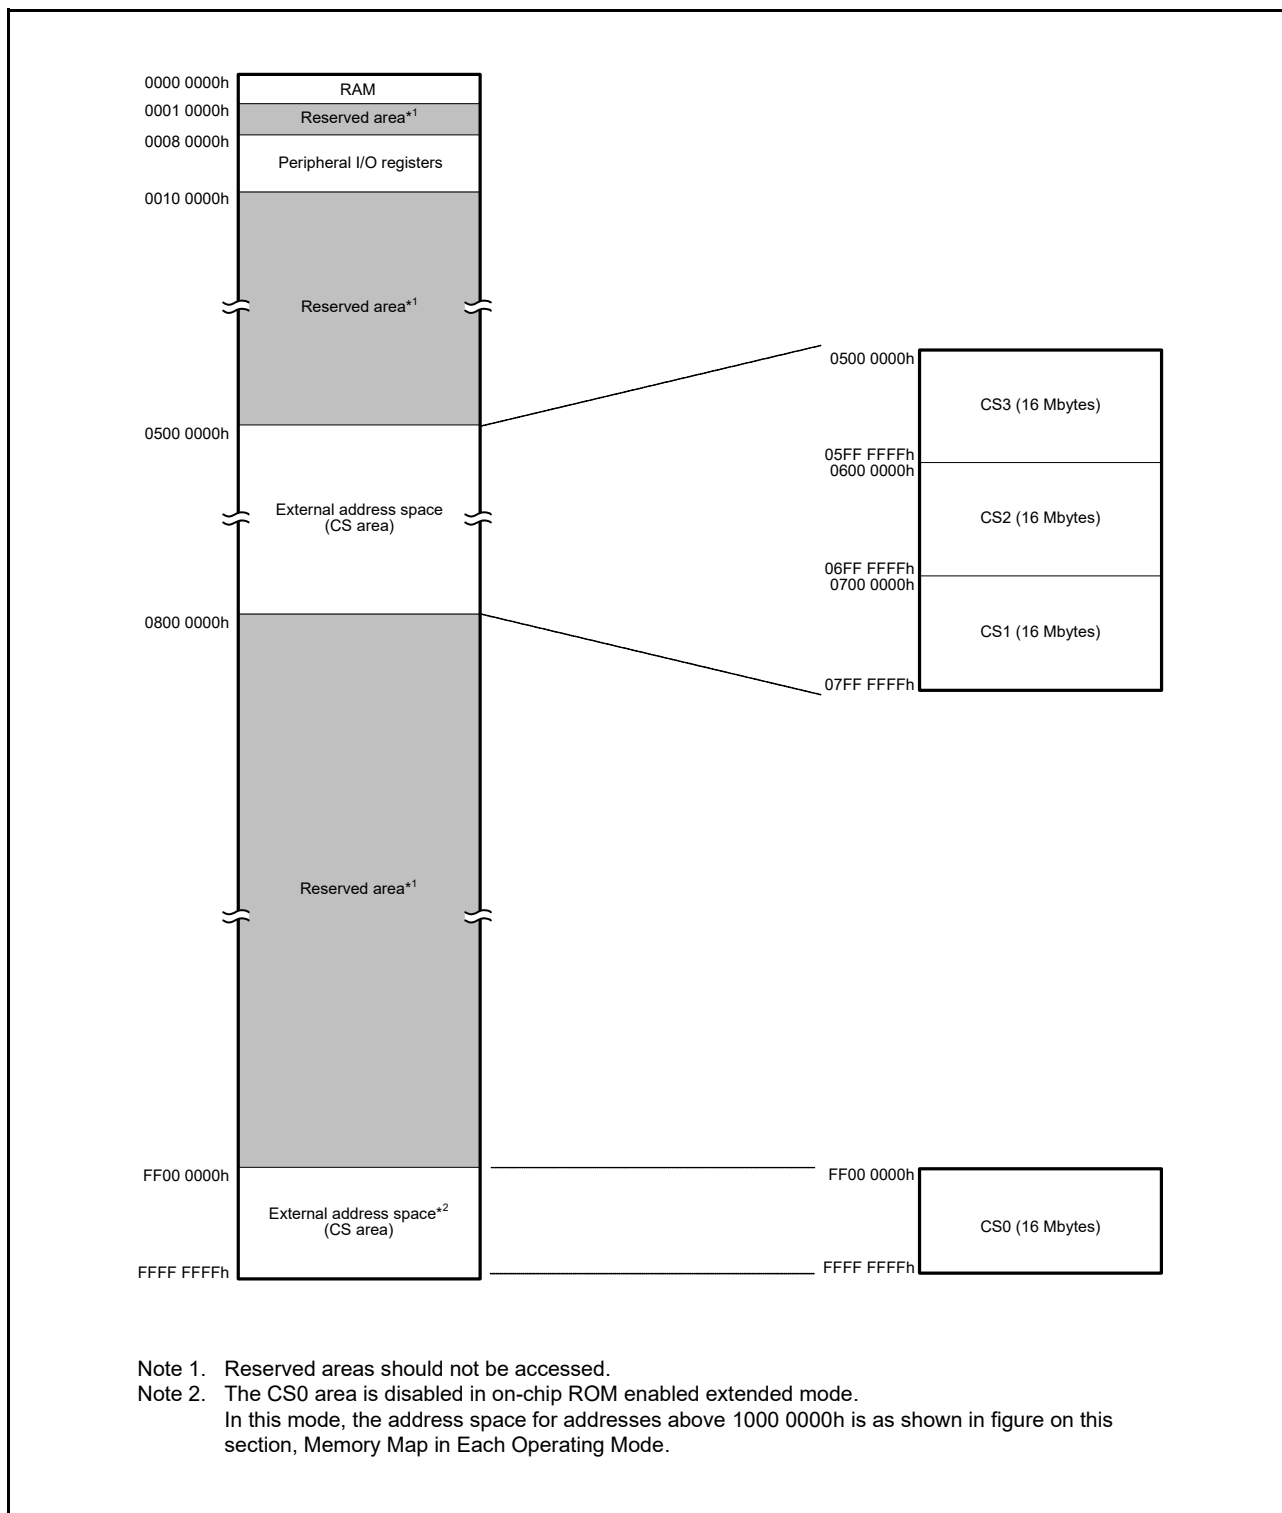 0000 0000h
RAM
0001 0000h
Reserved area*1
0008 0000h
Peripheral I/O registers
0010 0000h
Reserved area*1
0500 0000h
External address space
(CS area)
0800 0000h
Reserved area*1
FF00 0000h
External address space*2
(CS area)
FFFF FFFFh
0500 0000h
CS3 (16 Mbytes)
05FF FFFFh
0600 0000h
CS2 (16 Mbytes)
06FF FFFFh
0700 0000h
CS1 (16 Mbytes)
07FF FFFFh
FF00 0000h
CS0 (16 Mbytes)
FFFF FFFFh
Note 1. Reserved areas should not be accessed.
Note 2. The CS0 area is disabled in on-chip ROM enabled extended mode.
In this mode, the address space for addresses above 1000 0000h is as shown in figure on this
section, Memory Map in Each Operating Mode.